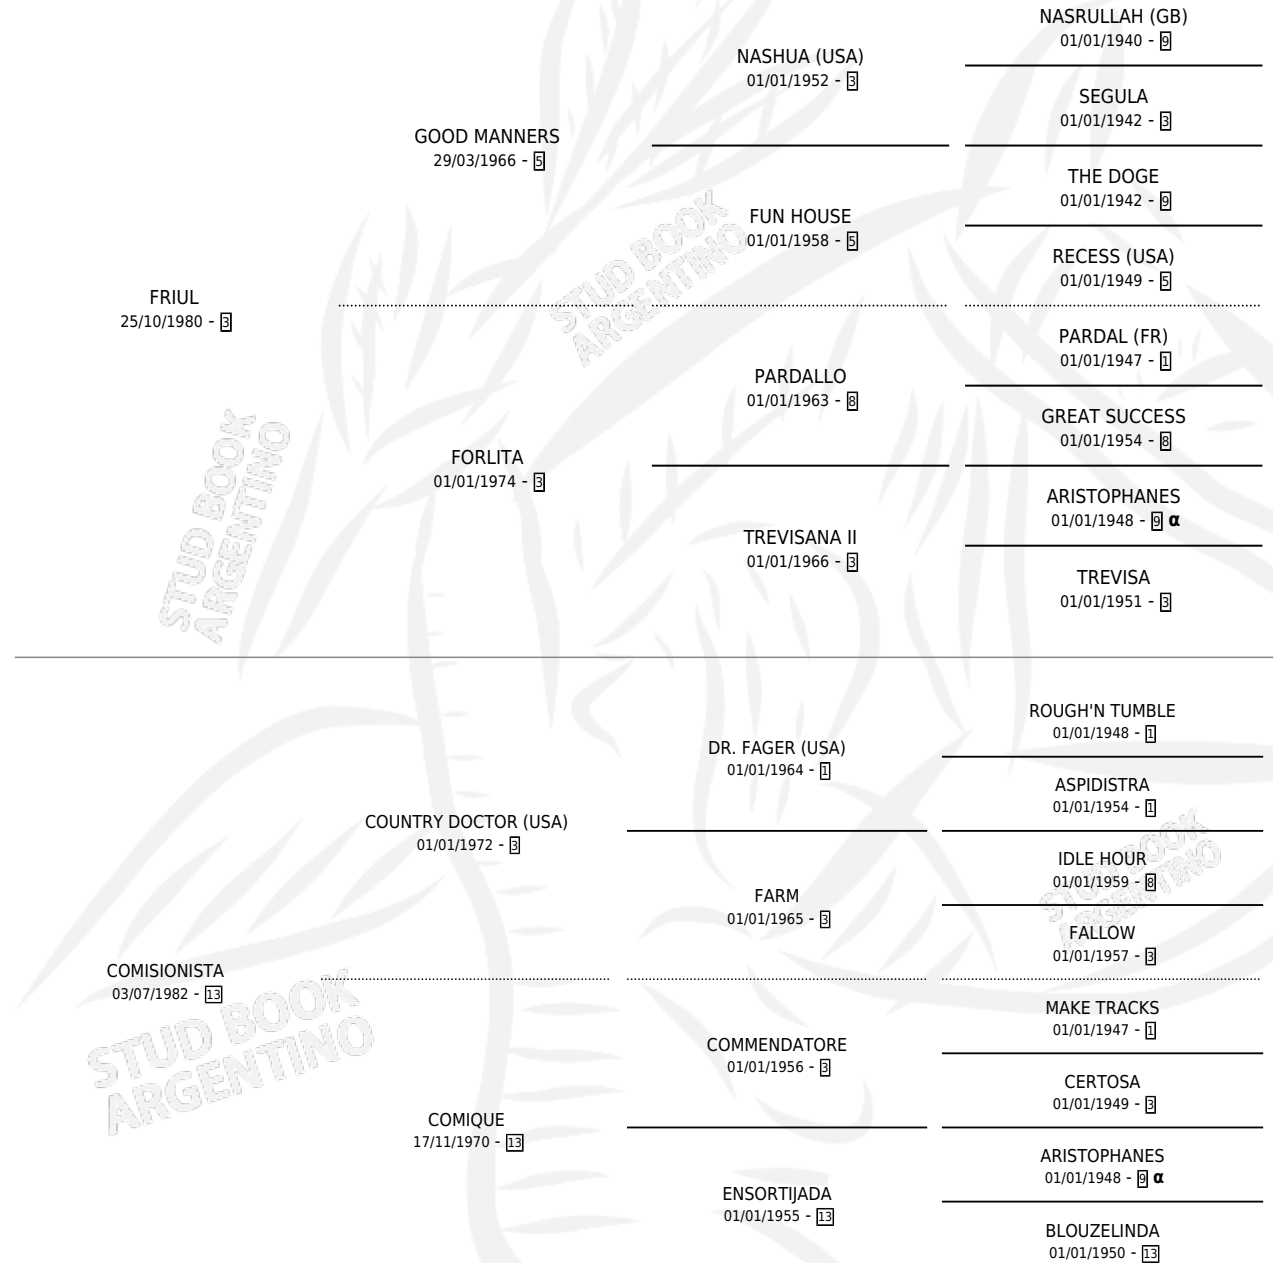 NASRULLAH (GB)
01/01/1940 - 9
NASHUA (USA)
01/01/1952 - 3
SEGULA
01/01/1942 - 3
GOOD MANNERS
29/03/1966 - 5
THE DOGE
01/01/1942 - 9
FUN HOUSE
01/01/1958 - 5
RECESS (USA)
01/01/1949 - 5
FRIUL
25/10/1980 - 3
PARDAL (FR)
01/01/1947 - 1
PARDALLO
01/01/1963 - 8
GREAT SUCCESS
01/01/1954 - 8
FORLITA
01/01/1974 - 3
ARISTOPHANES
01/01/1948 - 9 α
TREVISANA II
01/01/1966 - 3
TREVISA
01/01/1951 - 3
ROUGH'N TUMBLE
01/01/1948 - 1
DR. FAGER (USA)
01/01/1964 - 1
ASPIDISTRA
01/01/1954 - 1
COUNTRY DOCTOR (USA)
01/01/1972 - 3
IDLE HOUR
01/01/1959 - 8
FARM
01/01/1965 - 3
FALLOW
01/01/1957 - 3
COMISIONISTA
03/07/1982 - 13
MAKE TRACKS
01/01/1947 - 1
COMMENDATORE
01/01/1956 - 3
CERTOSA
01/01/1949 - 3
COMIQUE
17/11/1970 - 13
ARISTOPHANES
01/01/1948 - 9 α
ENSORTIJADA
01/01/1955 - 13
BLOUZELINDA
01/01/1950 - 13
STUD BOOK
ARGENTINO
STUD BOOK
ARGENTINO
STUD BOOK
ARGENTINO
STUD BOOK
ARGENTINO